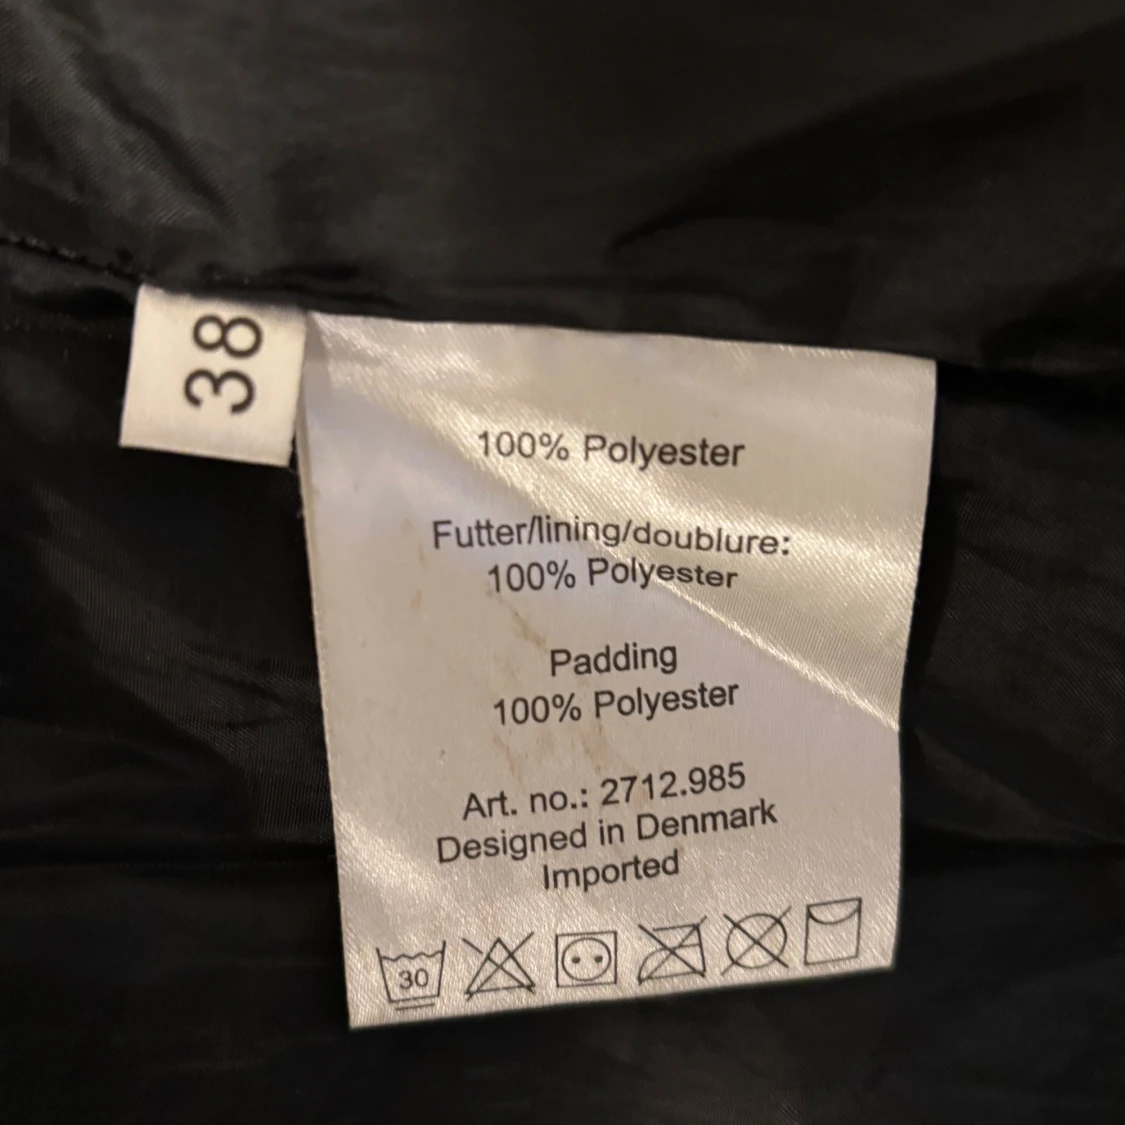 38
100% Polyester
Futter/lining/doublure:
100% Polyester
Padding
100% Polyester
Art. no.: 2712.985
Designed in Denmark
Imported
30